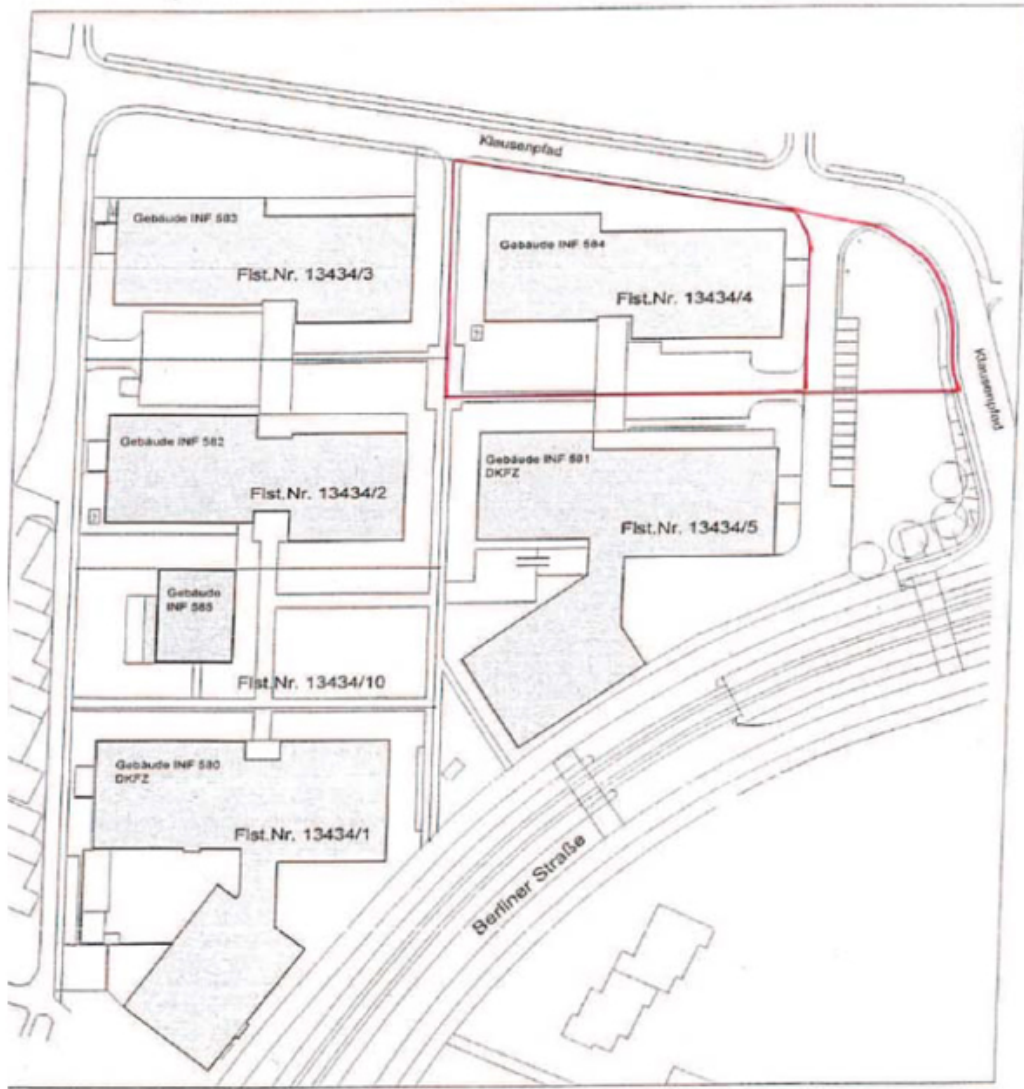 Klausenpfad
Gebäude INF 583
Flst.Nr. 13434/3
Gebäude INF 584
Flst.Nr. 13434/4
Klausenpfad
Gebäude INF 582
Flst.Nr. 13434/2
Gebäude INF 581
DKFZ
Flst.Nr. 13434/5
Gebäude
INF 585
Flst.Nr. 13434/10
Gebäude INF 580
DKFZ
Flst.Nr. 13434/1
Berliner Straße